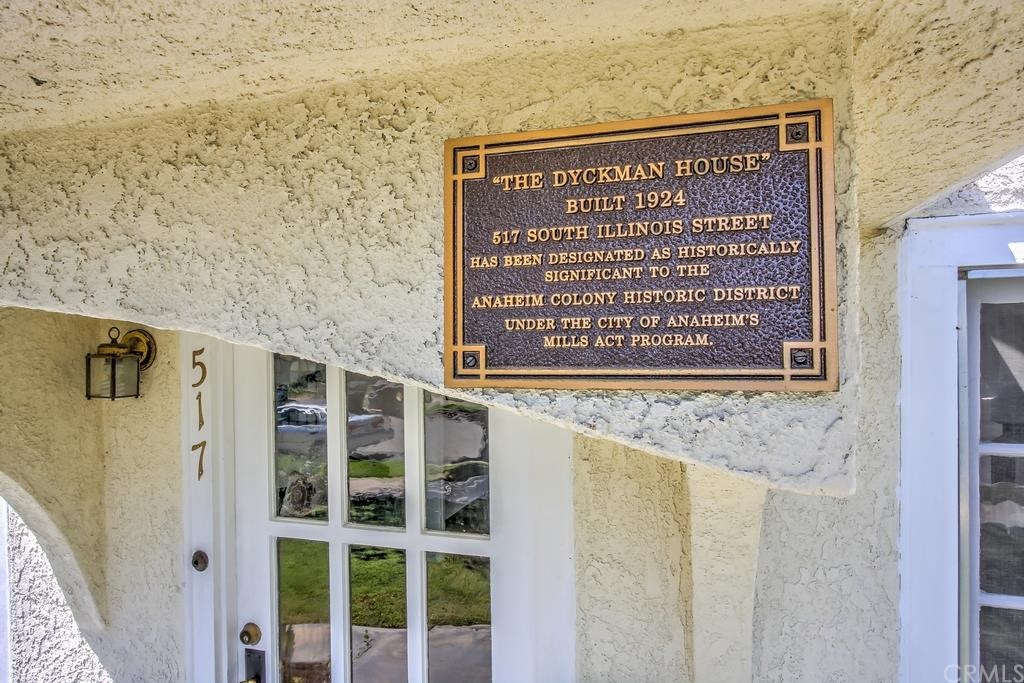 "THE DYCKMAN HOUSE"
BUILT 1924
517 SOUTH ILLINOIS STREET
HAS BEEN DESIGNATED AS HISTORICALLY
SIGNIFICANT TO THE
ANAHEIM COLONY HISTORIC DISTRICT
UNDER THE CITY OF ANAHEIM'S
MILLS ACT PROGRAM.
517
CRMLS